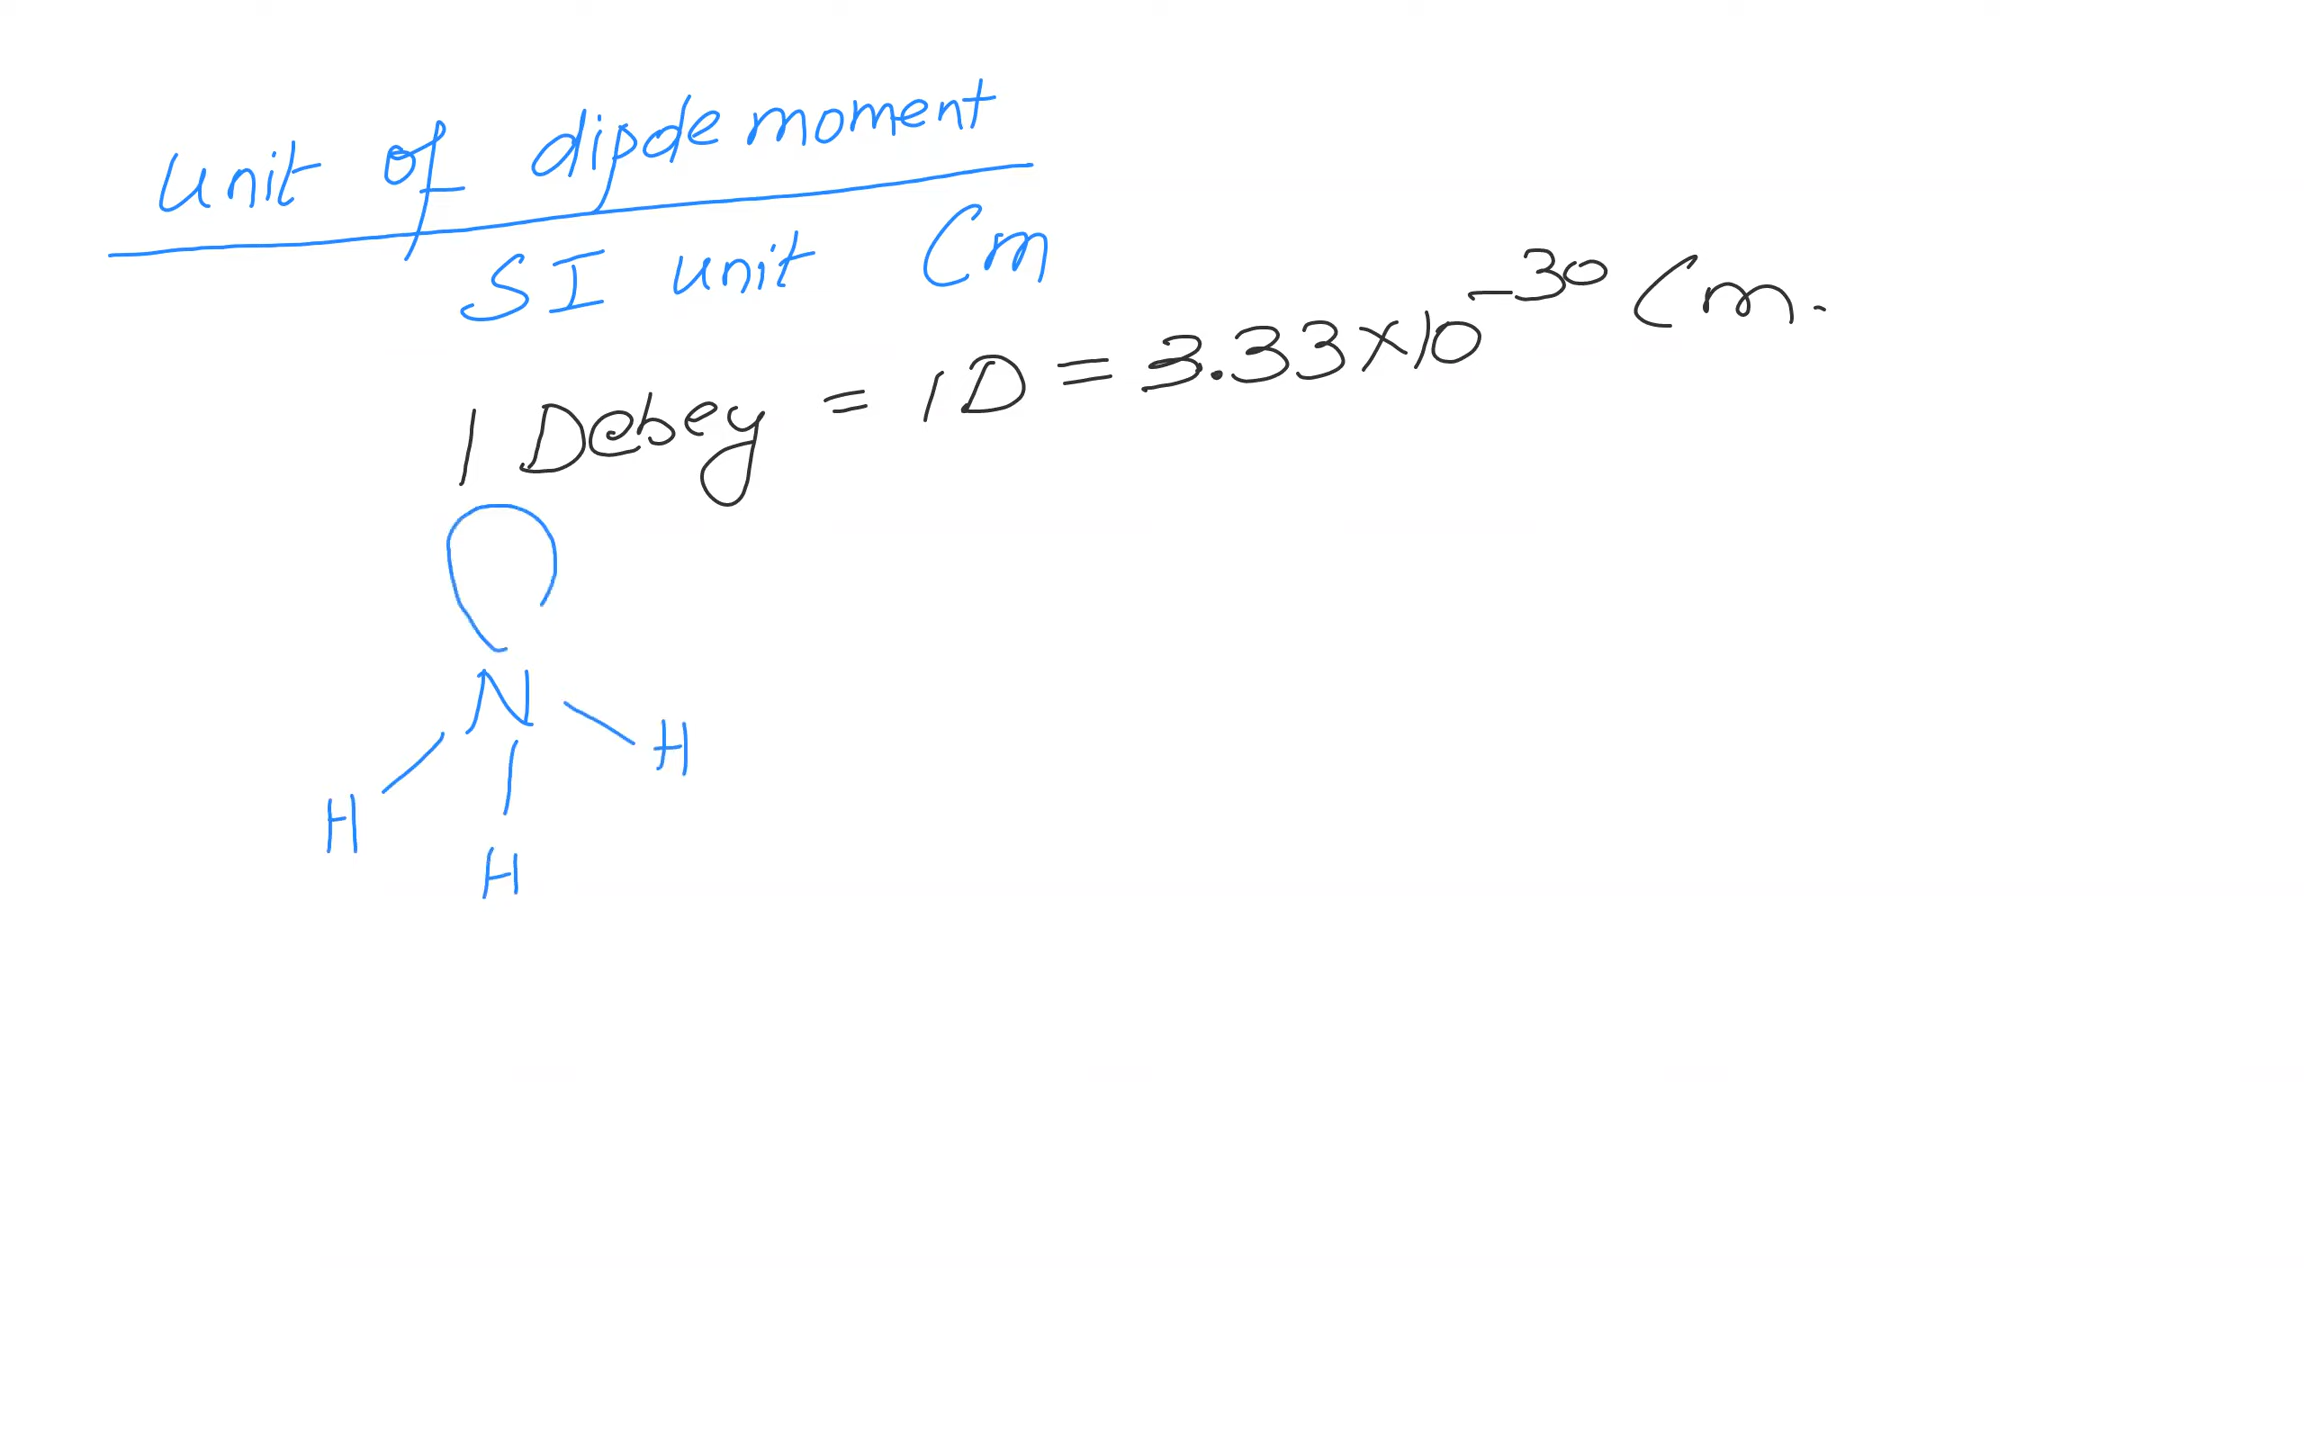 Unit of dipole moment
SI unit Cm
1 Debey = 1D = 3.33×10⁻³⁰ Cm.
N
H
H
H